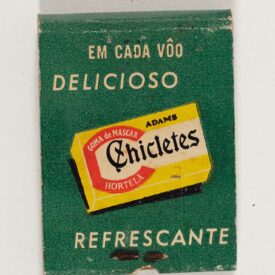 EM CADA VÔO
DELICIOSO
ADAMS
GOMA de MASCAR
Chicletes
HORTELÃ
REFRESCANTE